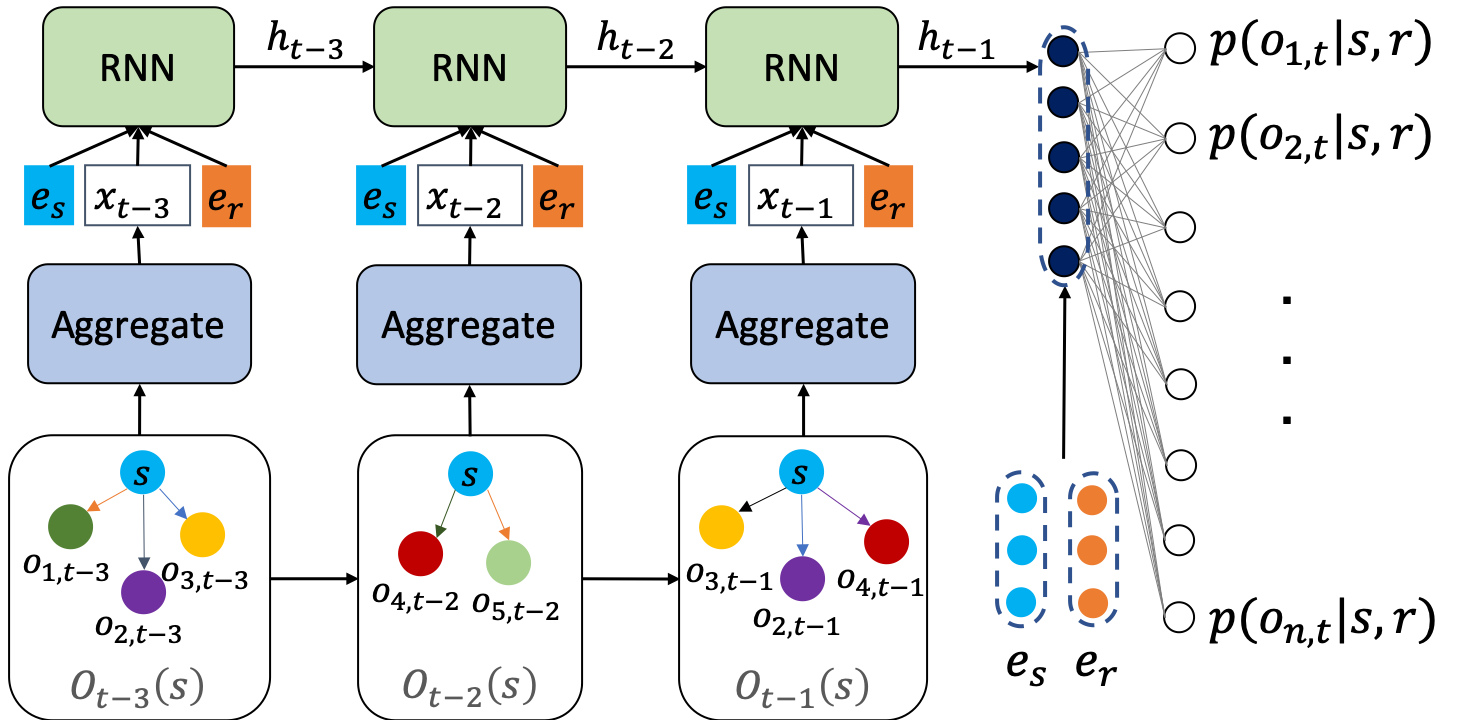 RNN
h_{t-3}
RNN
h_{t-2}
RNN
h_{t-1}
p(o_{1,t}|s,r)
p(o_{2,t}|s,r)
e_s
x_{t-3}
e_r
e_s
x_{t-2}
e_r
e_s
x_{t-1}
e_r
Aggregate
Aggregate
Aggregate
s
o_{1,t-3}
o_{3,t-3}
o_{2,t-3}
O_{t-3}(s)
s
o_{4,t-2}
o_{5,t-2}
O_{t-2}(s)
s
o_{3,t-1}
o_{4,t-1}
o_{2,t-1}
O_{t-1}(s)
e_s
e_r
.
.
.
p(o_{n,t}|s,r)